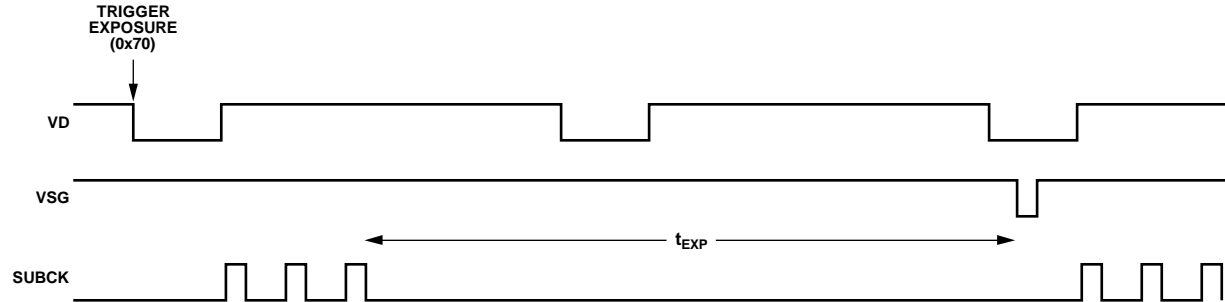 TRIGGER
EXPOSURE
(0x70)
VD
VSG
tEXP
SUBCK